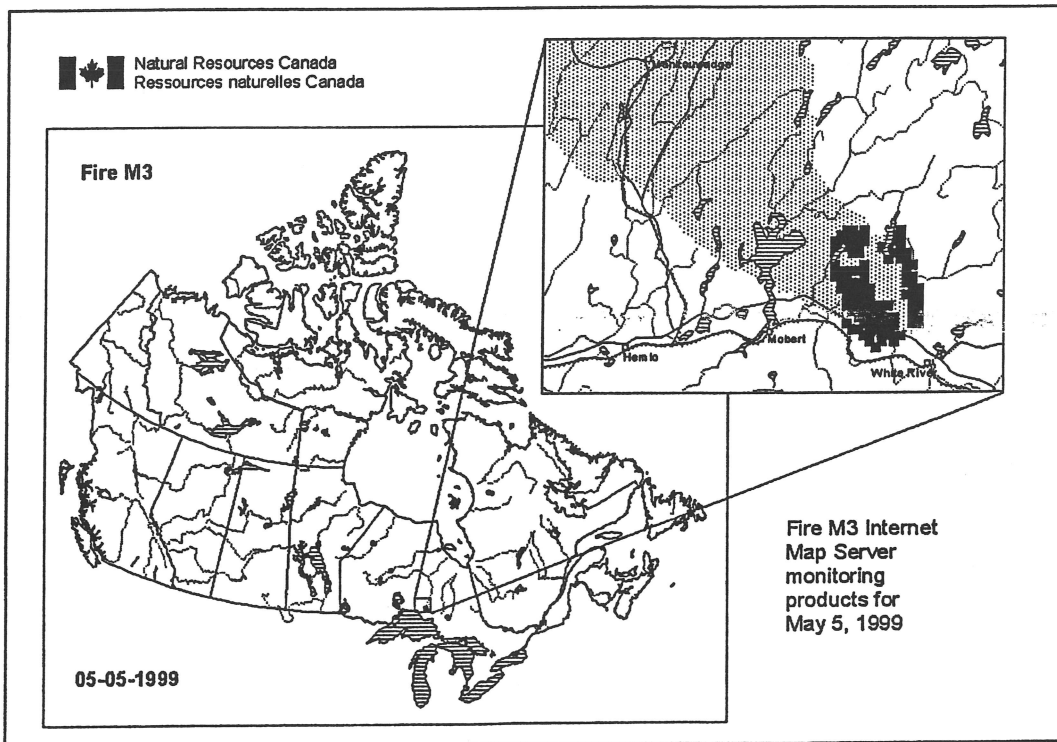 Natural Resources Canada
Ressources naturelles Canada
Fire M3
05-05-1999
Hemlo
Mobert
White River
Fire M3 Internet
Map Server
monitoring
products for
May 5, 1999